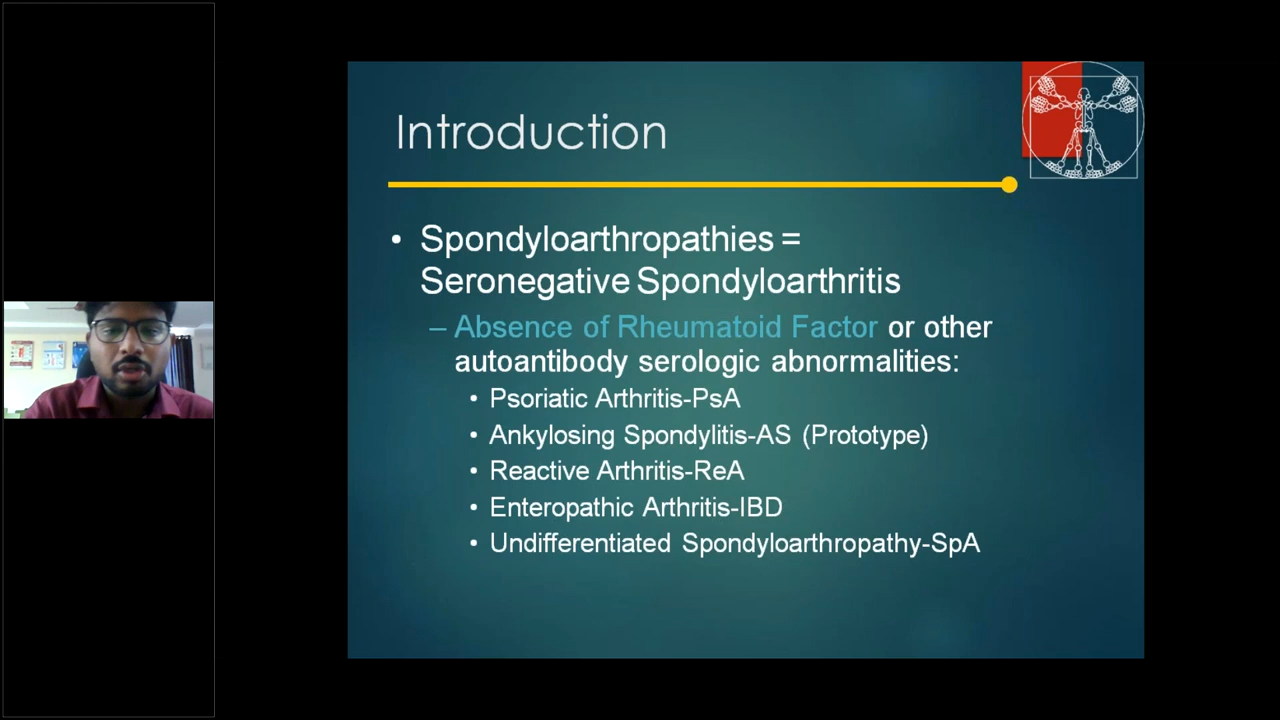 Introduction
• Spondyloarthropathies =
Seronegative Spondyloarthritis
– Absence of Rheumatoid Factor or other
autoantibody serologic abnormalities:
• Psoriatic Arthritis-PsA
• Ankylosing Spondylitis-AS (Prototype)
• Reactive Arthritis-ReA
• Enteropathic Arthritis-IBD
• Undifferentiated Spondyloarthropathy-SpA